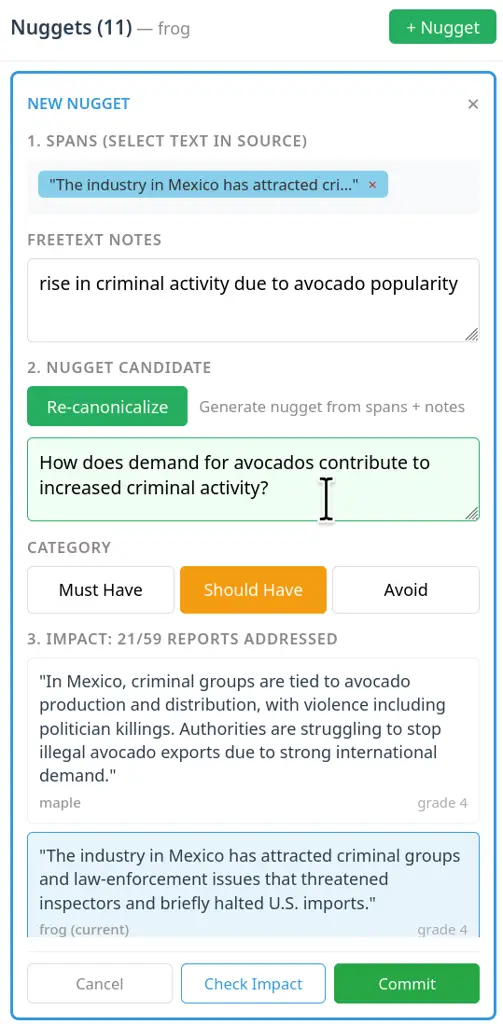 Nuggets (11) — frog
+ Nugget
NEW NUGGET
×
1. SPANS (SELECT TEXT IN SOURCE)
"The industry in Mexico has attracted cri..." ×
FREETEXT NOTES
rise in criminal activity due to avocado popularity
2. NUGGET CANDIDATE
Re-canonicalize
Generate nugget from spans + notes
How does demand for avocados contribute to
increased criminal activity?
CATEGORY
Must Have
Should Have
Avoid
3. IMPACT: 21/59 REPORTS ADDRESSED
"In Mexico, criminal groups are tied to avocado
production and distribution, with violence including
politician killings. Authorities are struggling to stop
illegal avocado exports due to strong international
demand."
maple
grade 4
"The industry in Mexico has attracted criminal groups
and law-enforcement issues that threatened
inspectors and briefly halted U.S. imports."
frog (current)
grade 4
Cancel
Check Impact
Commit